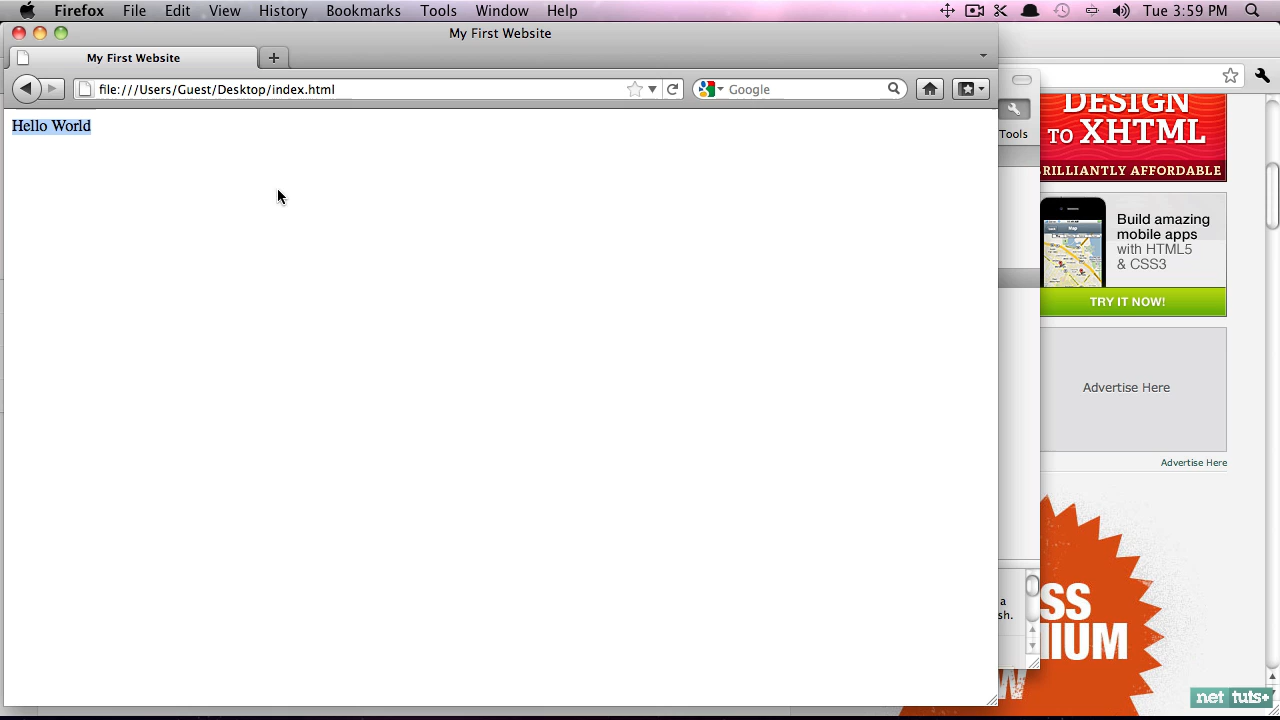 Firefox File Edit View History Bookmarks Tools Window Help Tue 3:59 PM
My First Website
My First Website
file:///Users/Guest/Desktop/index.html Google
Hello World
Tools
DESIGN
TO XHTML
BRILLIANTLY AFFORDABLE
Build amazing
mobile apps
with HTML5
& CSS3
TRY IT NOW!
Advertise Here
Advertise Here
a
sh.
SS
IUM
W
net tuts+